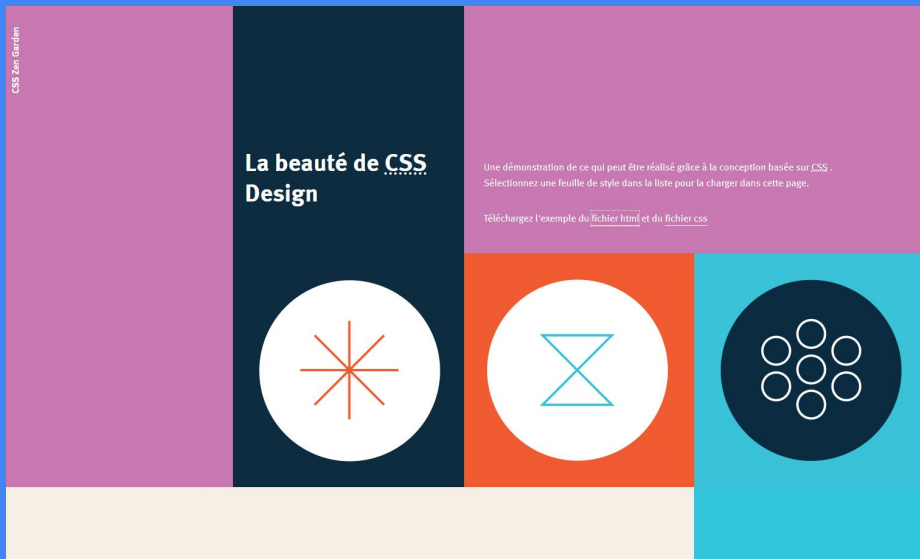 CSS Zen Garden
La beauté de CSS
Design
Une démonstration de ce qui peut être réalisé grâce à la conception basée sur CSS .
Sélectionnez une feuille de style dans la liste pour la charger dans cette page.
Téléchargez l'exemple du fichier html et du fichier css